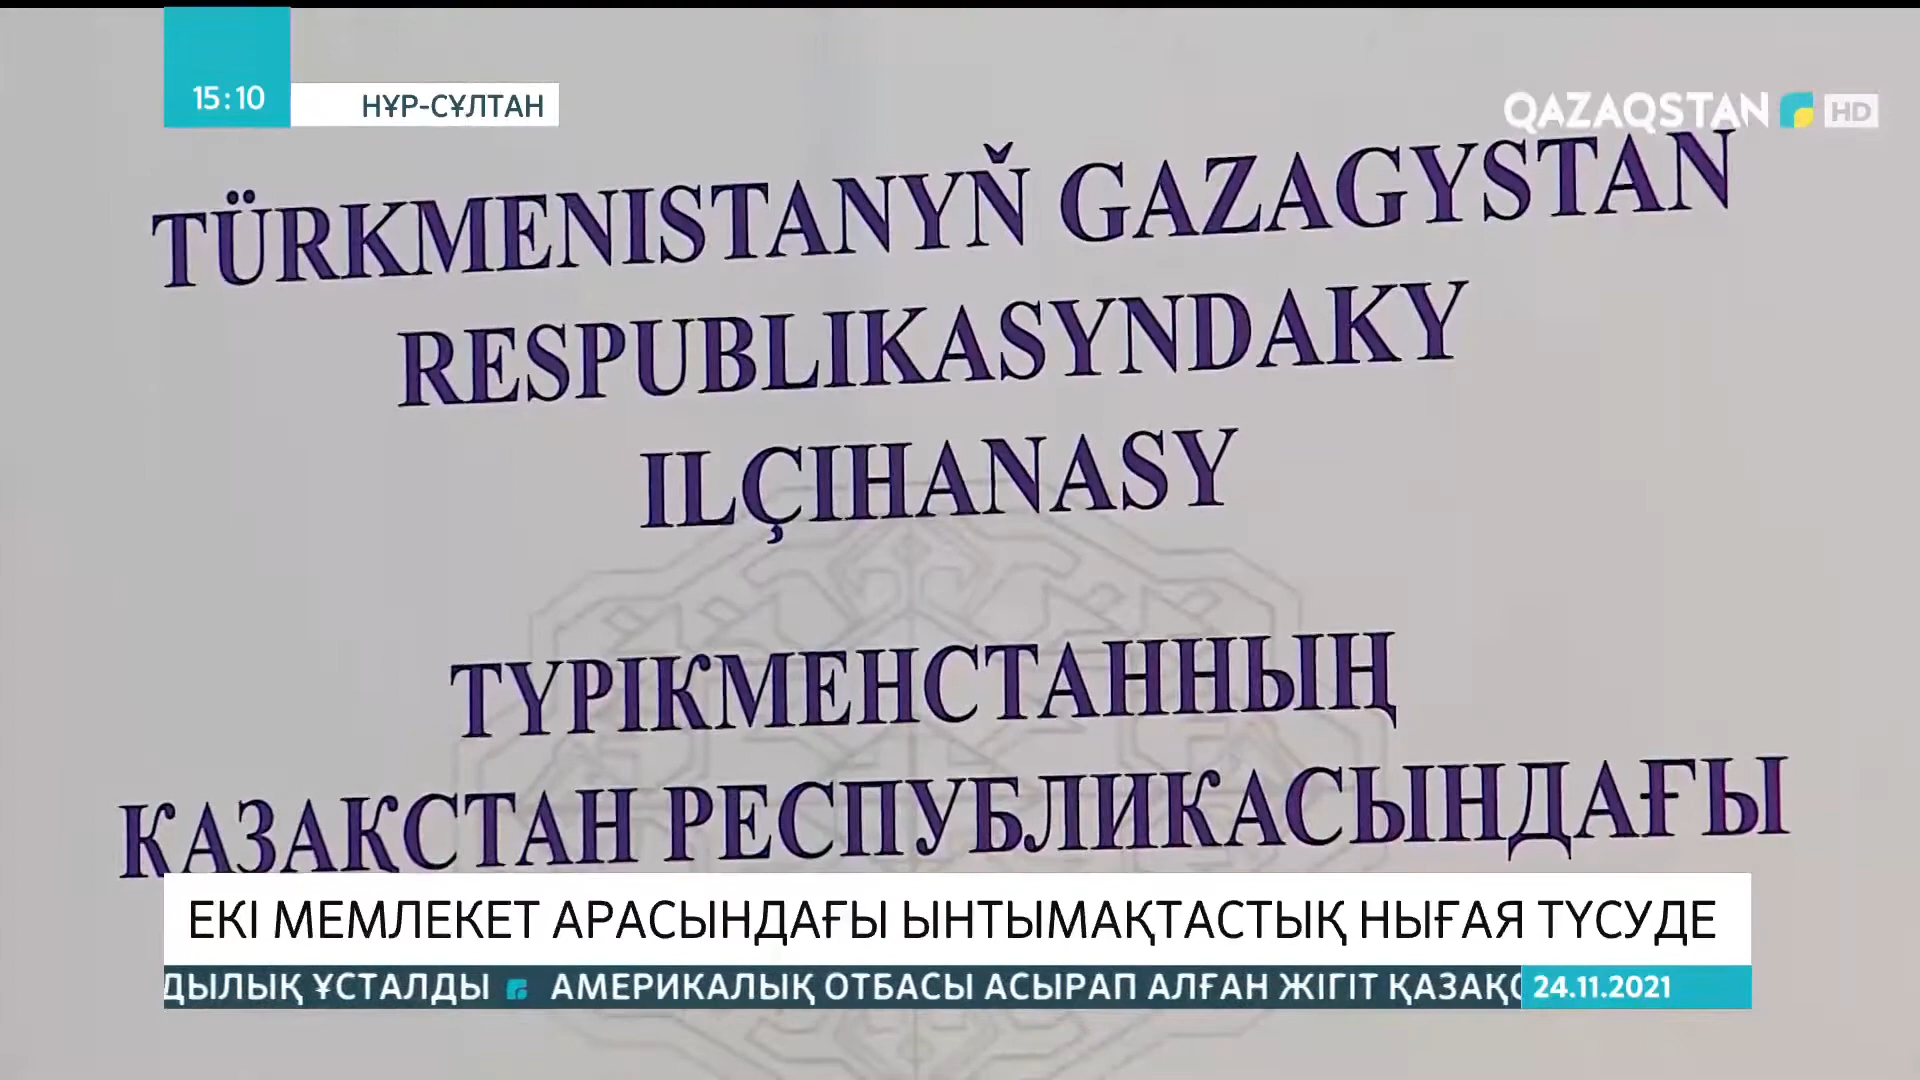 15:10
НҰР-СҰЛТАН
QAZAQSTAN HD
TÜRKMENISTANYŇ GAZAGYSTAN
RESPUBLIKASYNDAKY
ILÇIHANASY
ТҮРІКМЕНСТАННЫҢ
ҚАЗАҚСТАН РЕСПУБЛИКАСЫНДАҒЫ
ЕКІ МЕМЛЕКЕТ АРАСЫНДАҒЫ ЫНТЫМАҚТАСТЫҚ НЫҒАЯ ТҮСУДЕ
ДЫЛЫҚ ҰСТАЛДЫ АМЕРИКАЛЫҚ ОТБАСЫ АСЫРАП АЛҒАН ЖІГІТ ҚАЗАҚ
24.11.2021